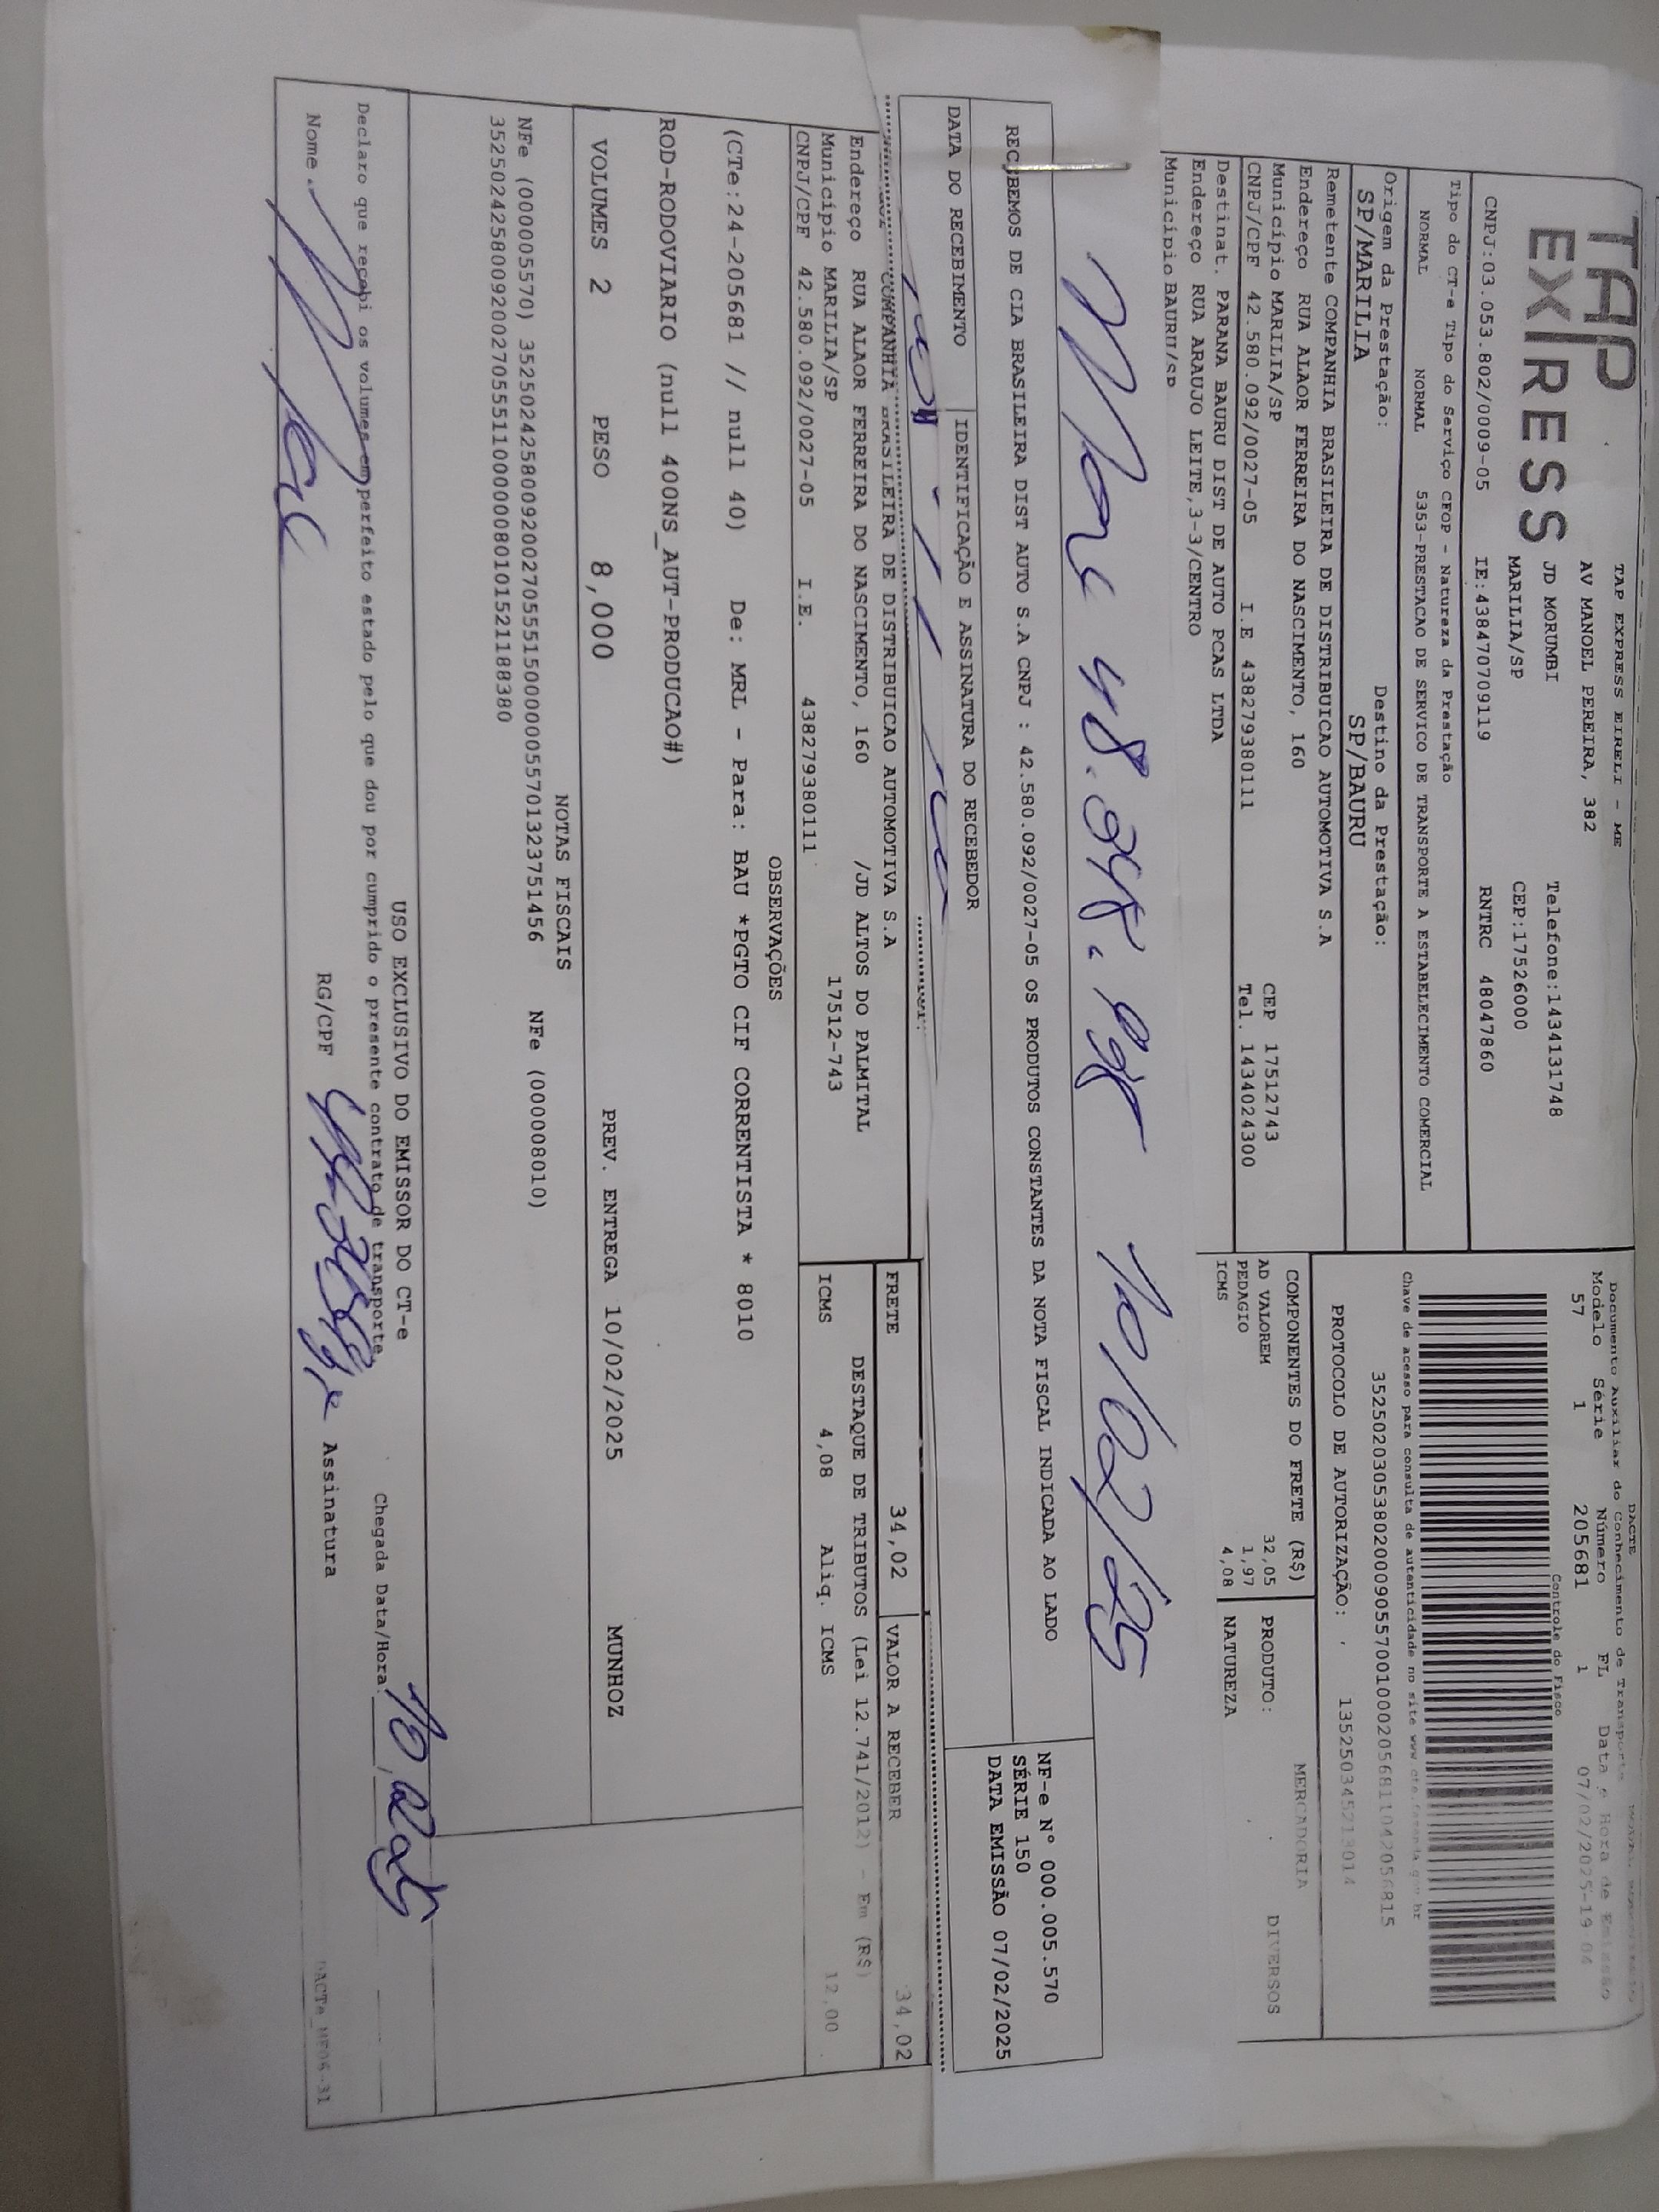 TAP EXPRESS
TAP EXPRESS EIRELI - ME
AV MANOEL PEREIRA, 382
JD MORUMBI Telefone:1434131748
MARILIA/SP CEP:17526000
CNPJ:03.053.802/0009-05 IE:438470709119 RNTRC 48047860
DACTE
Documento Auxiliar do Conhecimento de Transporte
Modelo Série Número FL Data e Hora de Emissão
57 1 205681 1 07/02/2025-19:04
Controle do Fisco
Chave de acesso para consulta de autenticidade no site www.cte.fazenda.gov.br
PROTOCOLO DE AUTORIZAÇÃO:
Tipo do CT-e Tipo do Serviço CFOP - Natureza da Prestação
NORMAL NORMAL 5353-PRESTACAO DE SERVICO DE TRANSPORTE A ESTABELECIMENTO COMERCIAL
Origem da Prestação: Destino da Prestação:
SP/MARILIA SP/BAURU
Remetente COMPANHIA BRASILEIRA DE DISTRIBUICAO AUTOMOTIVA S.A
Endereço RUA ALAOR FERREIRA DO NASCIMENTO, 160
Município MARILIA/SP CEP 17512743
CNPJ/CPF 42.580.092/0027-05 I.E 438279380111 Tel. 1434024300
Destinat. PARANA BAURU DIST DE AUTO PCAS LTDA
Endereço RUA ARAUJO LEITE,3-3/CENTRO
Município BAURU/SP
COMPONENTES DO FRETE (R$)
AD VALOREM 32,05
PEDAGIO 1,97
ICMS 4,08
MERCADORIA
PRODUTO: DIVERSOS
NATUREZA
10/02/25
RECEBEMOS DE CIA BRASILEIRA DIST AUTO S.A CNPJ : 42.580.092/0027-05 OS PRODUTOS CONSTANTES DA NOTA FISCAL INDICADA AO LADO
DATA DO RECEBIMENTO IDENTIFICAÇÃO E ASSINATURA DO RECEBEDOR
NF-e N° 000.005.570
SÉRIE 150
DATA EMISSÃO 07/02/2025
COMPANHIA BRASILEIRA DE DISTRIBUICAO AUTOMOTIVA S.A
Endereço RUA ALAOR FERREIRA DO NASCIMENTO, 160 /JD ALTOS DO PALMITAL
Município MARILIA/SP 17512-743
CNPJ/CPF 42.580.092/0027-05 I.E. 438279380111
FRETE 34,02 VALOR A RECEBER 34,02
DESTAQUE DE TRIBUTOS (Lei 12.741/2012) - Em (R$)
ICMS 4,08 Aliq. ICMS 12,00
OBSERVAÇÕES
(CTe:24-205681 // null 40) De: MRL - Para: BAU *PGTO CIF CORRENTISTA * 8010
ROD-RODOVIARIO (null 400NS_AUT-PRODUCAO#)
VOLUMES 2 PESO 8,000 PREV. ENTREGA 10/02/2025 MUNHOZ
NOTAS FISCAIS
NFe (000005570) 35250242580092002705551500000055701323751456 NFe (000008010)
35250242580092002705551100000080101521188380
USO EXCLUSIVO DO EMISSOR DO CT-e
Declaro que recebi os volumes em perfeito estado pelo que dou por cumprido o presente contrato de transporte
Chegada Data/Hora
Nome RG/CPF Assinatura